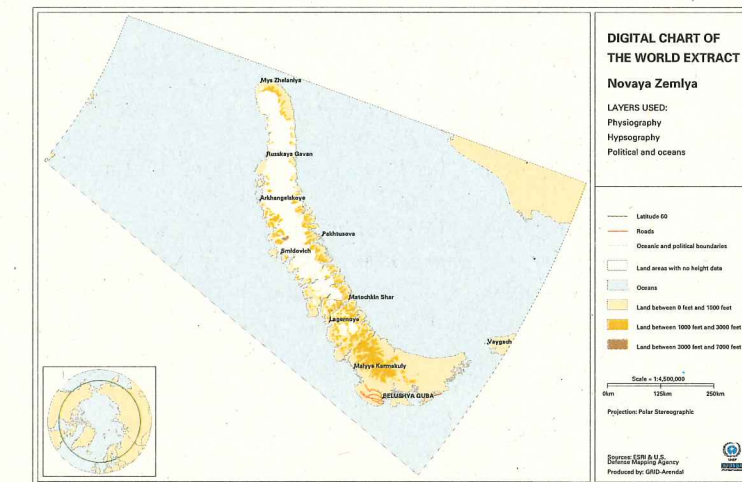 DIGITAL CHART OF
THE WORLD EXTRACT
Novaya Zemlya
LAYERS USED:
Physiography
Hypsography
Political and oceans
Latitude 60
Roads
Oceanic and political boundaries
Land areas with no height data
Oceans
Land between 0 feet and 1000 feet
Land between 1000 feet and 3000 feet
Land between 3000 feet and 7000 feet
Scale = 1:4,500,000
0km 125km 250km
Projection: Polar Stereographic
Sources: ESRI & U.S.
Defense Mapping Agency
Produced by: GRID-Arendal
UNEP
Mys Zhelaniya
Russkaya Gavan
Arkhangelskoye
Pakhtusova
Smidovich
Matochkin Shar
Lagernoye
Vaygach
Malyye Karmakuly
BELUSHYA GUBA